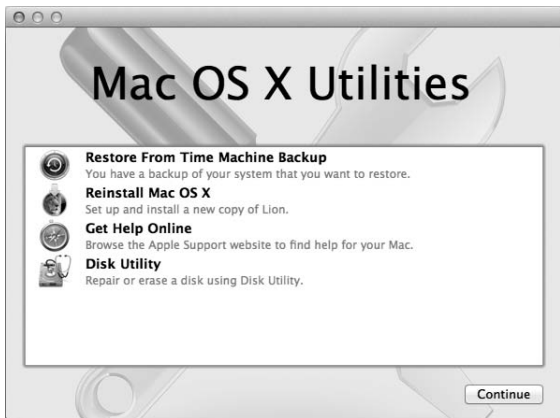 Mac OS X Utilities
Restore From Time Machine Backup
You have a backup of your system that you want to restore.
Reinstall Mac OS X
Set up and install a new copy of Lion.
Get Help Online
Browse the Apple Support website to find help for your Mac.
Disk Utility
Repair or erase a disk using Disk Utility.
Continue